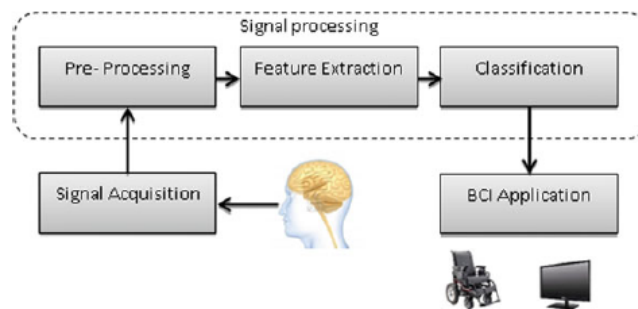 Signal processing
Pre- Processing
Feature Extraction
Classification
Signal Acquisition
BCI Application